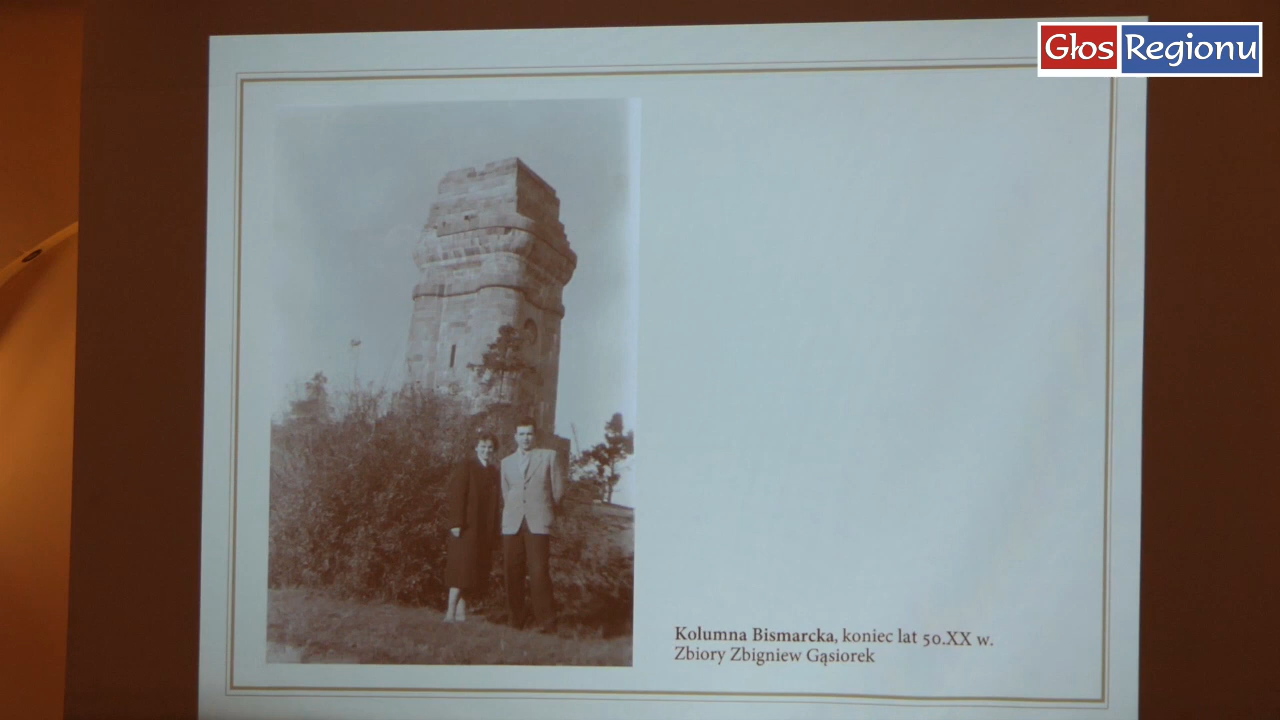 Głos Regionu
Kolumna Bismarcka, koniec lat 50.XX w.
Zbiory Zbigniew Gąsiorek